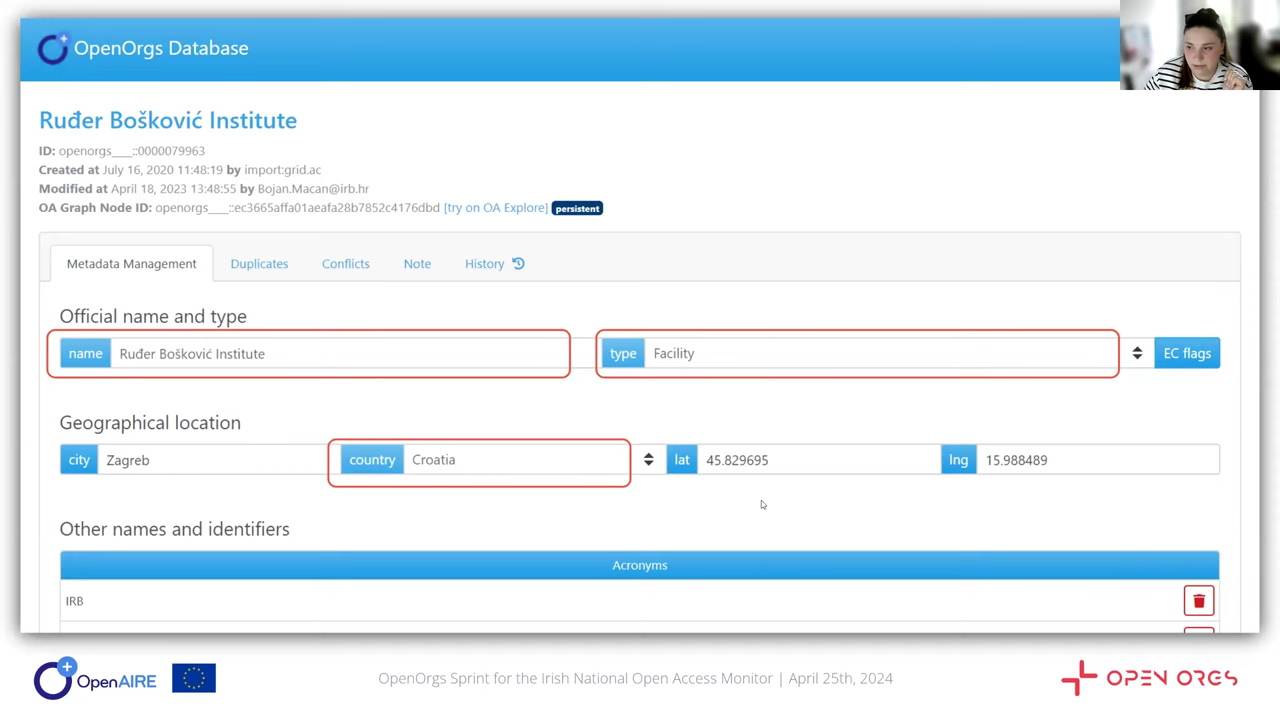 OpenOrgs Database
Ruđer Bošković Institute
ID: openorgs____::0000079963
Created at July 16, 2020 11:48:19 by import:grid.ac
Modified at April 18, 2023 13:48:55 by Bojan.Macan@irb.hr
OA Graph Node ID: openorgs____::ec3665affa01aeafa28b7852c4176dbd [try on OA Explore] persistent
Metadata Management Duplicates Conflicts Note History
Official name and type
name Ruđer Bošković Institute type Facility EC flags
Geographical location
city Zagreb country Croatia lat 45.829695 lng 15.988489
Other names and identifiers
Acronyms
IRB
OpenAIRE
OpenOrgs Sprint for the Irish National Open Access Monitor | April 25th, 2024
OPEN ORGS